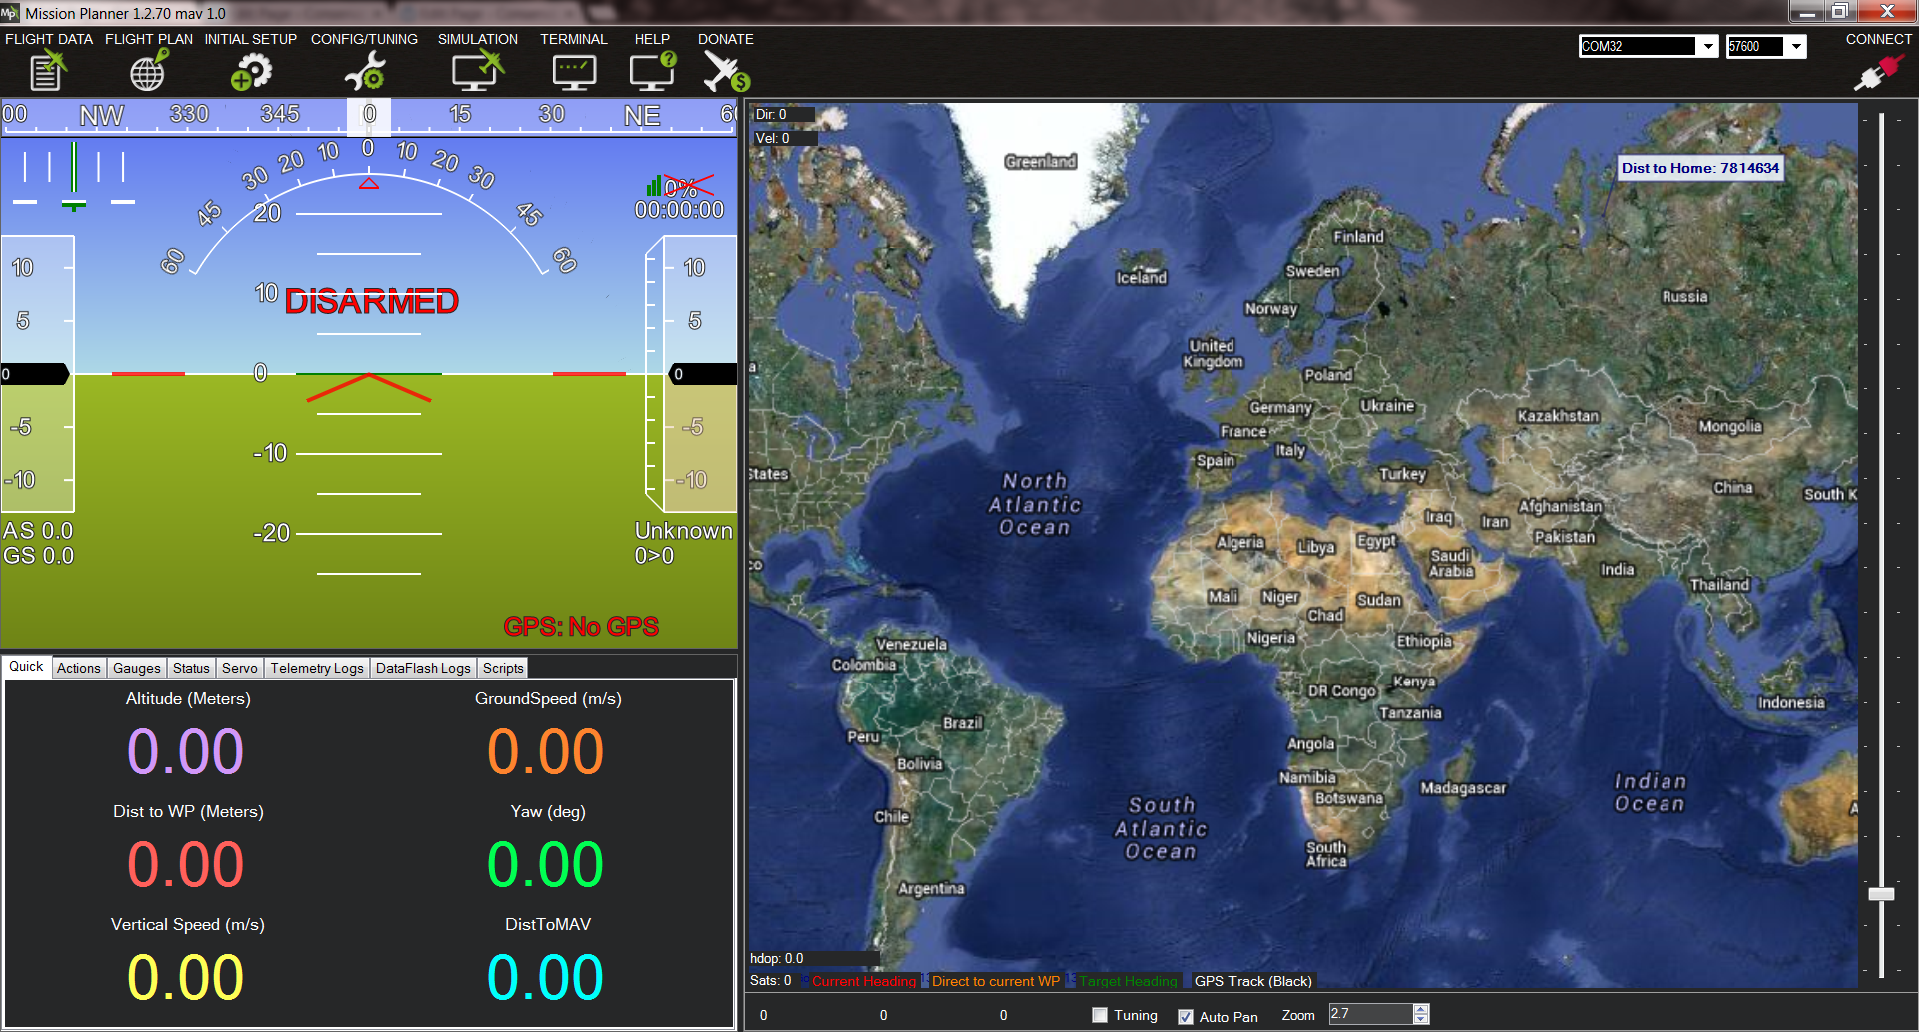 Mission Planner 1.2.70 mav 1.0
FLIGHT DATA FLIGHT PLAN INITIAL SETUP CONFIG/TUNING SIMULATION TERMINAL HELP DONATE
COM32 57600 CONNECT
00 NW 330 345 0 15 30 NE 60
60 45 30 20 10 0 10 20 30 45 60
0%
00:00:00
20
10 DISARMED
0
-10
-20
10
5
0
-5
-10
10
5
0
-5
-10
AS 0.0
GS 0.0
Unknown
0>0
GPS: No GPS
Quick Actions Gauges Status Servo Telemetry Logs DataFlash Logs Scripts
Altitude (Meters) GroundSpeed (m/s)
0.00 0.00
Dist to WP (Meters) Yaw (deg)
0.00 0.00
Vertical Speed (m/s) DistToMAV
0.00 0.00
Dir: 0
Vel: 0
Greenland
Dist to Home: 7814634
Finland
Iceland
Sweden
Norway
Russia
United
Kingdom
Poland
Germany
Ukraine
Kazakhstan
Mongolia
France
Italy
Spain
Turkey
States
China
South K
North
Atlantic
Ocean
Afghanistan
Iraq
Iran
Pakistan
Algeria
Libya
Egypt
Saudi
Arabia
India
Thailand
co
Mali
Niger
Sudan
Chad
Nigeria
Ethiopia
Venezuela
Colombia
DR Congo
Kenya
Tanzania
Indonesia
Brazil
Peru
Angola
Bolivia
Namibia
Botswana
Madagascar
Indian
Ocean
South
Atlantic
Ocean
Chile
South
Africa
Argentina
A
hdop: 0.0
Sats: 0 Current Heading Direct to current WP Target Heading GPS Track (Black)
0 0 0 Tuning Auto Pan Zoom 2.7